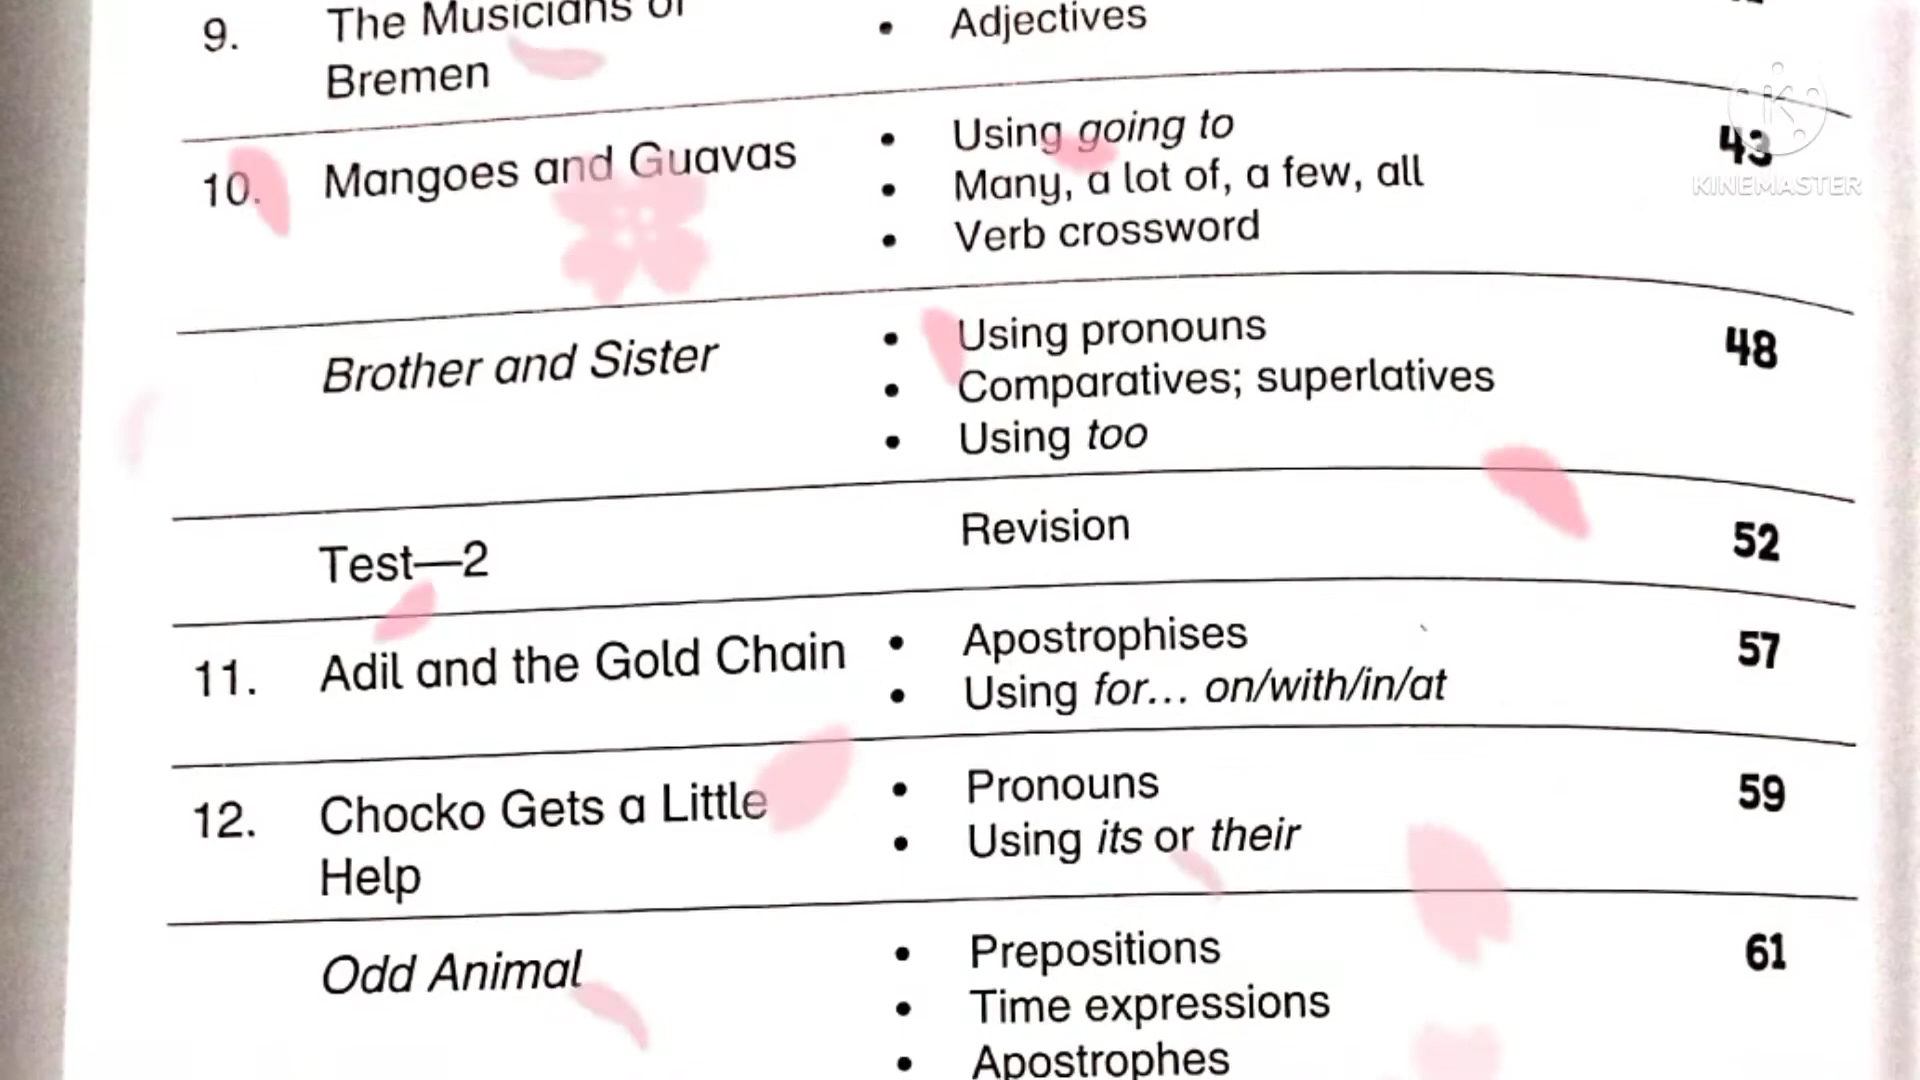 9. The Musicians of
Bremen
• Adjectives
10. Mangoes and Guavas
• Using going to
• Many, a lot of, a few, all
• Verb crossword
43
KINEMASTER
Brother and Sister
• Using pronouns
• Comparatives; superlatives
• Using too
48
Test—2
Revision
52
11. Adil and the Gold Chain
• Apostrophises
• Using for... on/with/in/at
57
12. Chocko Gets a Little
Help
• Pronouns
• Using its or their
59
Odd Animal
• Prepositions
• Time expressions
• Apostrophes
61